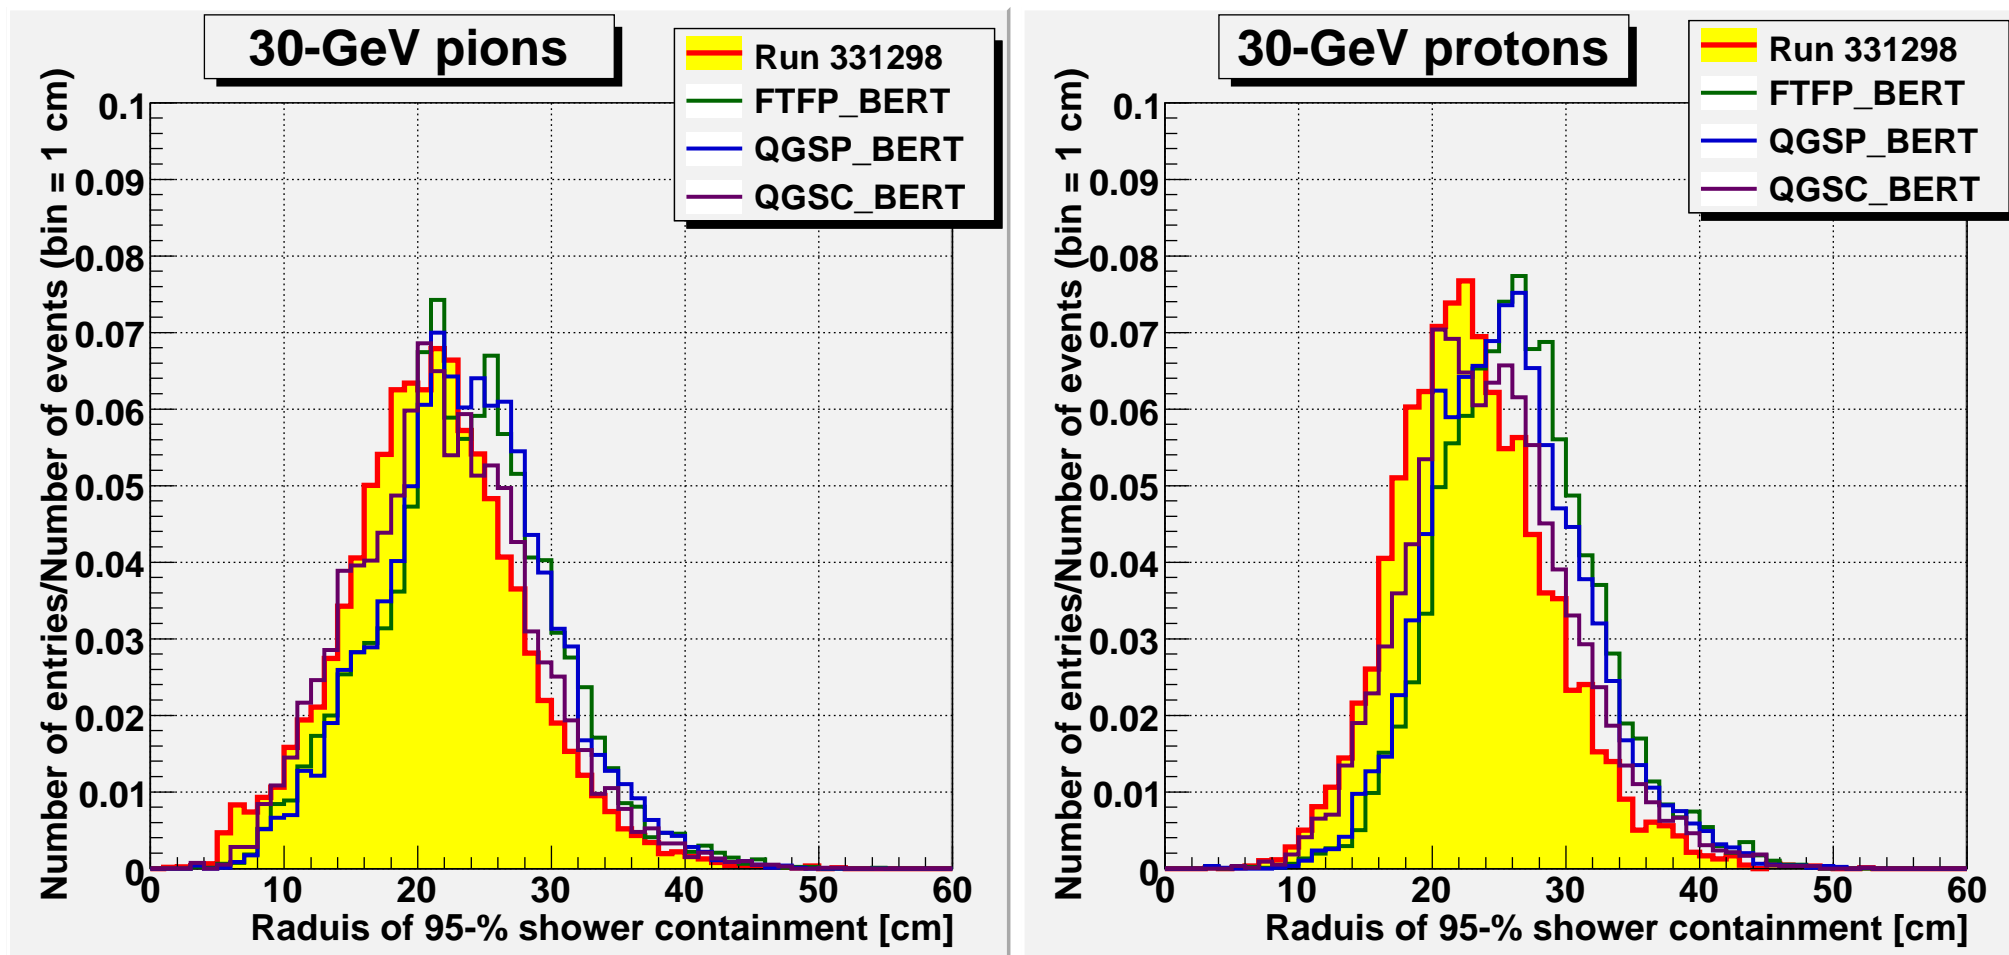 30-GeV pions
Run 331298
FTFP_BERT
QGSP_BERT
QGSC_BERT
Number of entries/Number of events (bin = 1 cm)
0.1
0.09
0.08
0.07
0.06
0.05
0.04
0.03
0.02
0.01
0
0 10 20 30 40 50 60
Raduis of 95-% shower containment [cm]
30-GeV protons
Run 331298
FTFP_BERT
QGSP_BERT
QGSC_BERT
Number of entries/Number of events (bin = 1 cm)
0.1
0.09
0.08
0.07
0.06
0.05
0.04
0.03
0.02
0.01
0
0 10 20 30 40 50 60
Raduis of 95-% shower containment [cm]